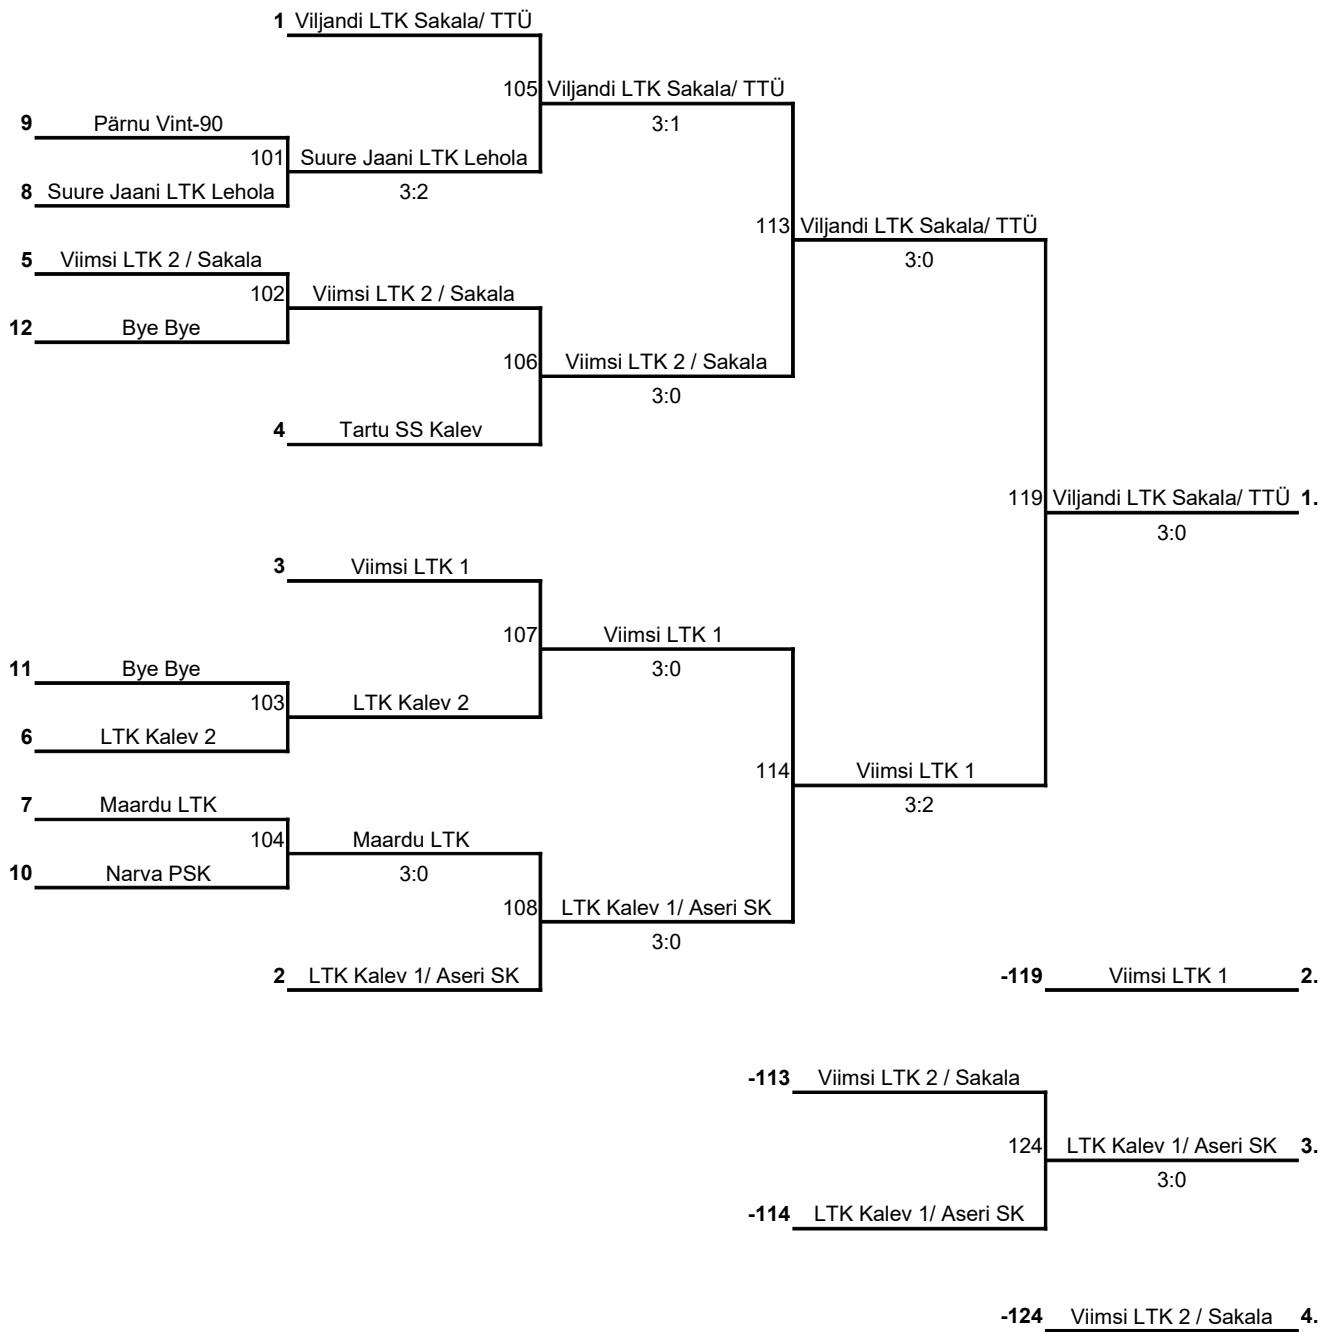 1 Viljandi LTK Sakala/ TTÜ
105 Viljandi LTK Sakala/ TTÜ
9 Pärnu Vint-90
3:1
101 Suure Jaani LTK Lehola
8 Suure Jaani LTK Lehola
3:2
113 Viljandi LTK Sakala/ TTÜ
5 Viimsi LTK 2 / Sakala
3:0
102 Viimsi LTK 2 / Sakala
12 Bye Bye
106 Viimsi LTK 2 / Sakala
3:0
4 Tartu SS Kalev
119 Viljandi LTK Sakala/ TTÜ 1.
3:0
3 Viimsi LTK 1
107 Viimsi LTK 1
11 Bye Bye
3:0
103 LTK Kalev 2
6 LTK Kalev 2
114 Viimsi LTK 1
7 Maardu LTK
3:2
104 Maardu LTK
10 Narva PSK
3:0
108 LTK Kalev 1/ Aseri SK
3:0
2 LTK Kalev 1/ Aseri SK
-119 Viimsi LTK 1 2.
-113 Viimsi LTK 2 / Sakala
124 LTK Kalev 1/ Aseri SK 3.
3:0
-114 LTK Kalev 1/ Aseri SK
-124 Viimsi LTK 2 / Sakala 4.